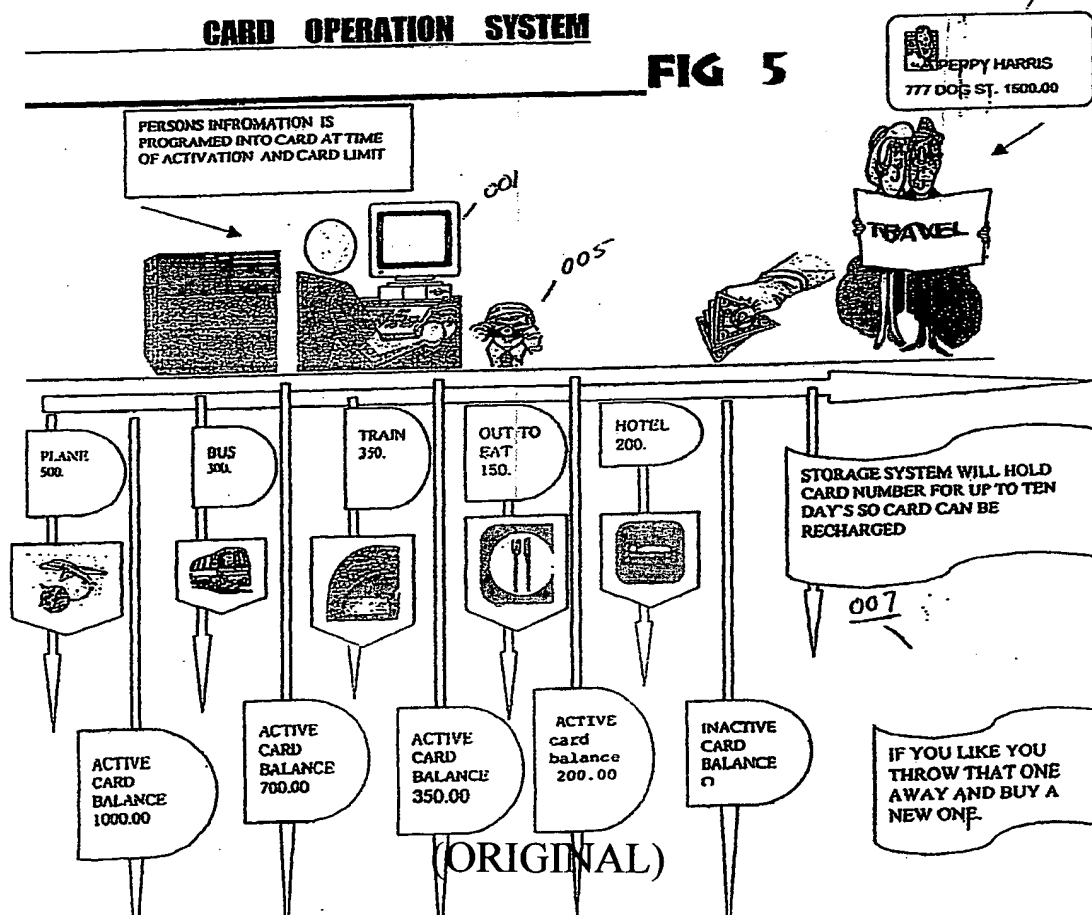 CARD OPERATION SYSTEM
FIG 5
PEPPY HARRIS
777 DOG ST. 1500.00
PERSONS INFROMATION IS
PROGRAMED INTO CARD AT TIME
OF ACTIVATION AND CARD LIMIT
001
005
TRAVEL
PLANE
500.
BUS
300.
TRAIN
350.
OUT TO
EAT
150.
HOTEL
200.
STORAGE SYSTEM WILL HOLD
CARD NUMBER FOR UP TO TEN
DAY'S SO CARD CAN BE
RECHARGED
007
ACTIVE
CARD
BALANCE
1000.00
ACTIVE
CARD
BALANCE
700.00
ACTIVE
CARD
BALANCE
350.00
ACTIVE
card
balance
200.00
INACTIVE
CARD
BALANCE
IF YOU LIKE YOU
THROW THAT ONE
AWAY AND BUY A
NEW ONE.
(ORIGINAL)